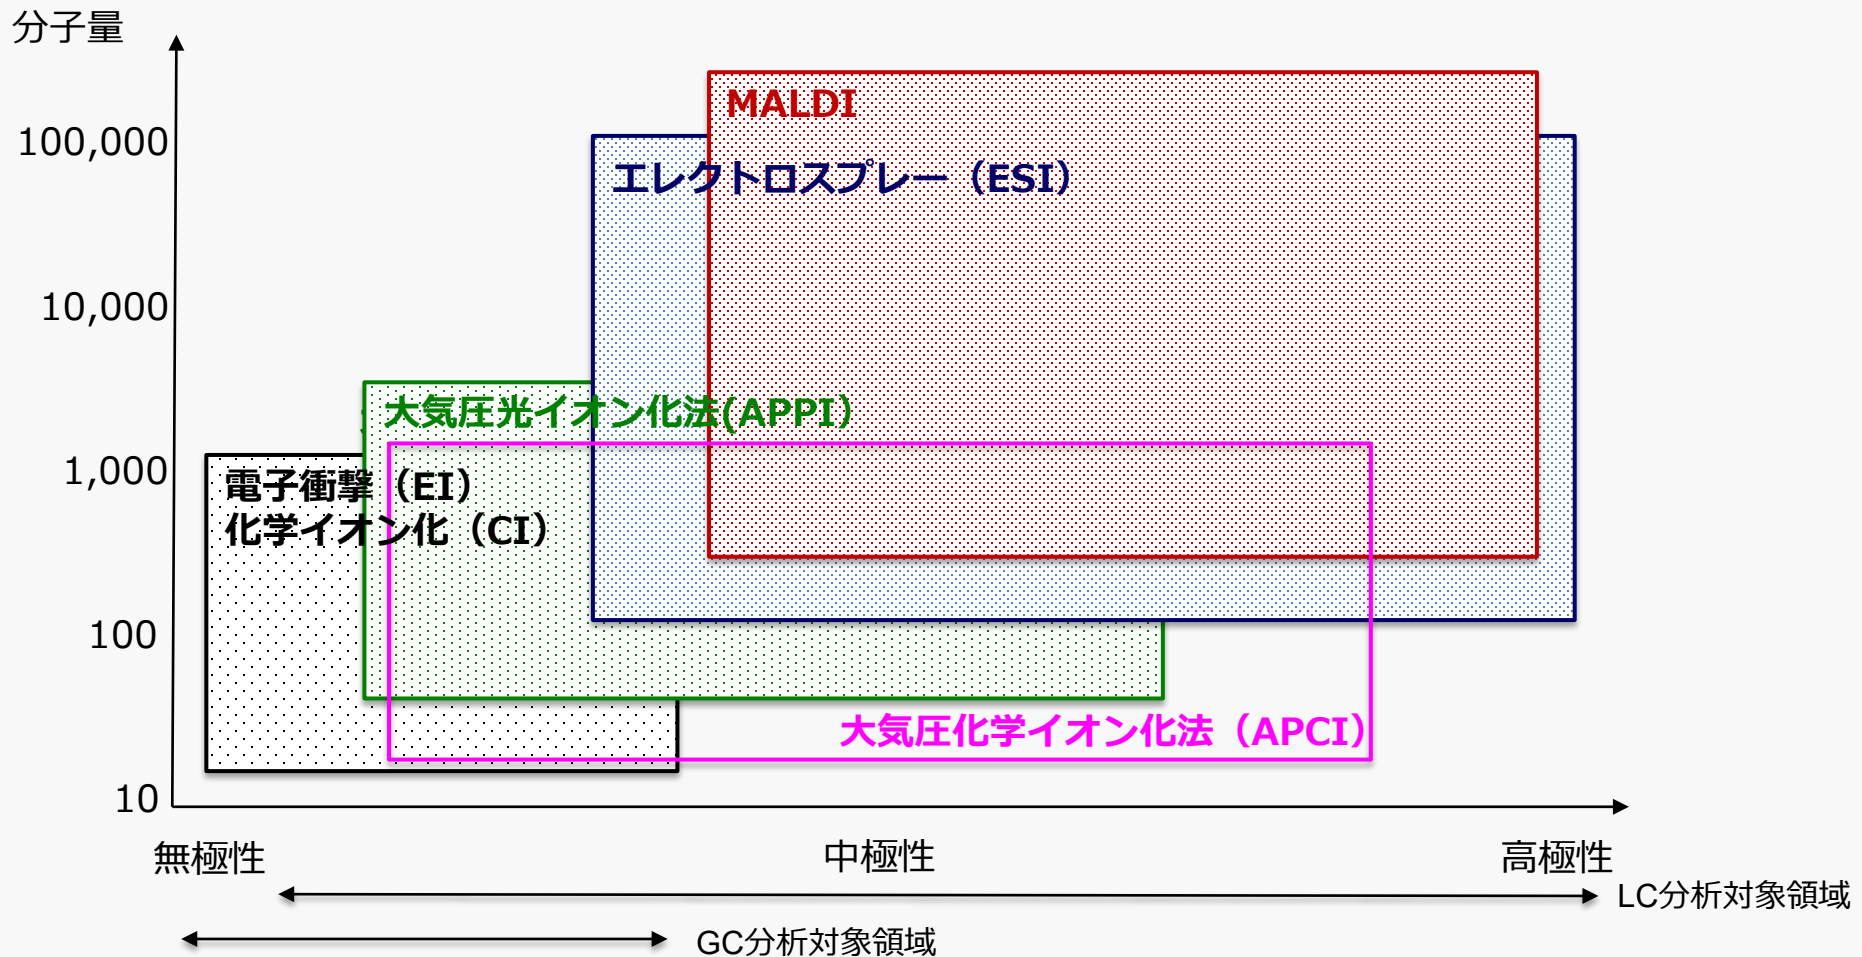 分子量
MALDI
100,000
エレクトロスプレー（ESI）
10,000
大気圧光イオン化法(APPI）
1,000
電子衝撃（EI）
化学イオン化（CI）
100
大気圧化学イオン化法（APCI）
10
無極性
中極性
高極性
LC分析対象領域
GC分析対象領域